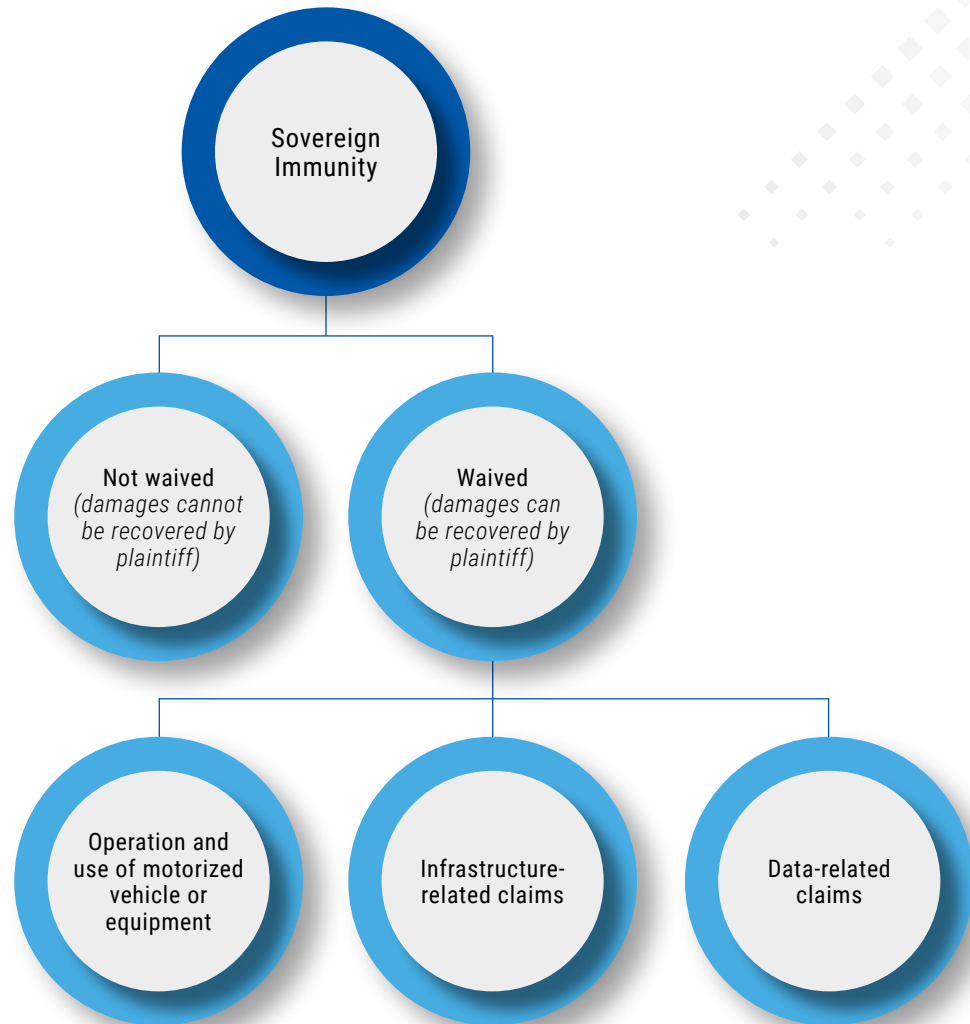 Sovereign
Immunity
Not waived
(damages cannot
be recovered by
plaintiff)
Waived
(damages can
be recovered by
plaintiff)
Operation and
use of motorized
vehicle or
equipment
Infrastructure-
related claims
Data-related
claims